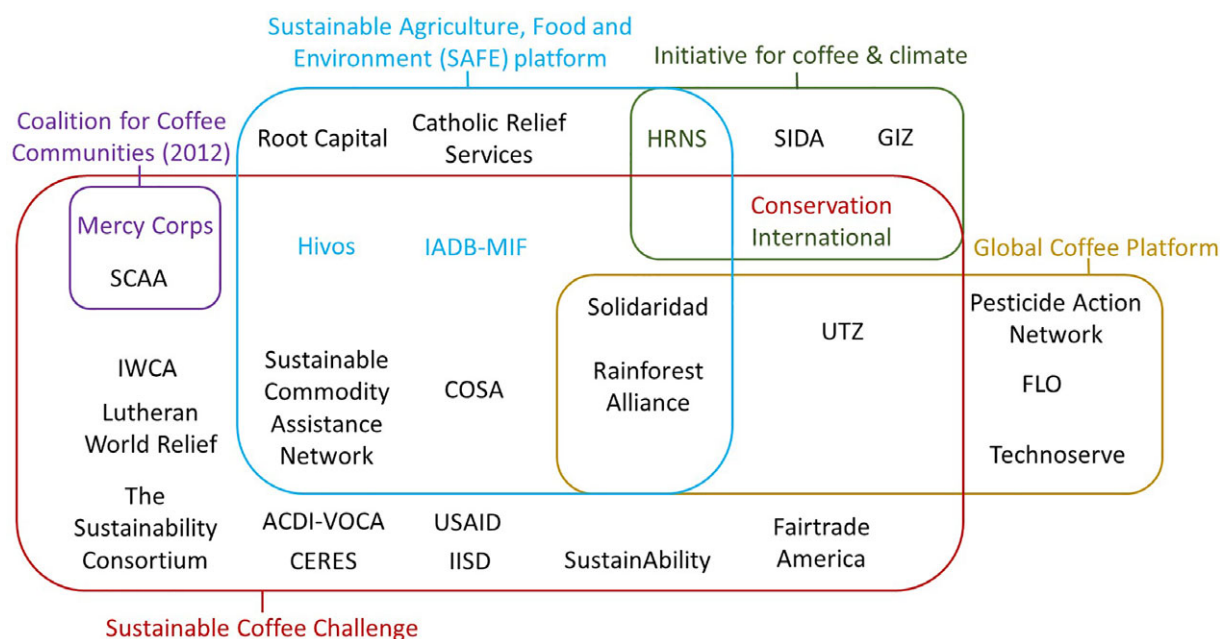 Sustainable Agriculture, Food and
Environment (SAFE) platform
Initiative for coffee & climate
Coalition for Coffee
Communities (2012)
Root Capital
Catholic Relief
Services
HRNS
SIDA
GIZ
Mercy Corps
SCAA
Hivos
IADB-MIF
Conservation
International
Global Coffee Platform
Solidaridad
UTZ
Pesticide Action
Network
IWCA
Sustainable
Commodity
Assistance
Network
COSA
Rainforest
Alliance
FLO
Lutheran
World Relief
Technoserve
The
Sustainability
Consortium
ACDI-VOCA
USAID
CERES
IISD
SustainAbility
Fairtrade
America
Sustainable Coffee Challenge